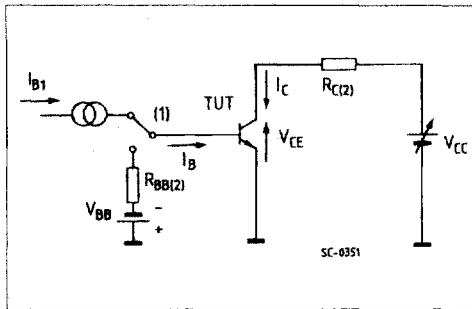 I_B1
(1)
TUT
I_C
R_C(2)
V_CE
V_CC
I_B
R_BB(2)
V_BB
-
+
SC-0351